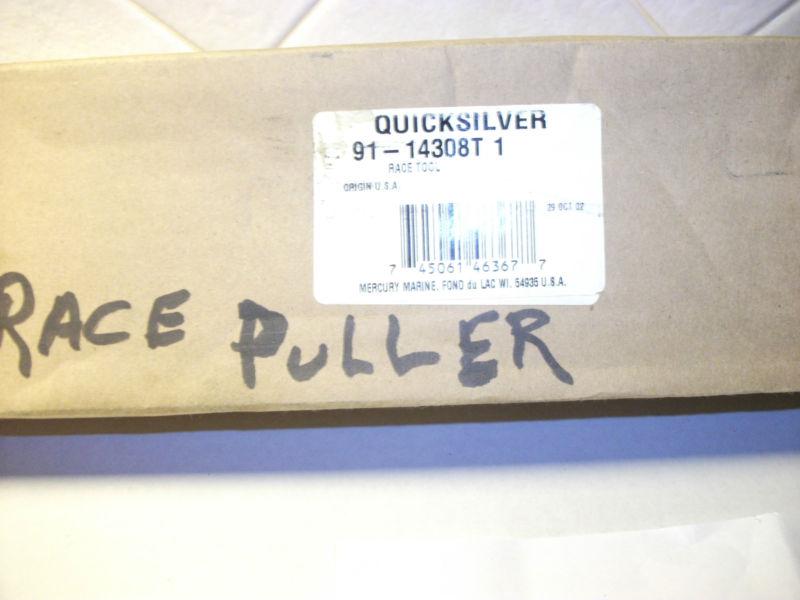 QUICKSILVER
91-14308T 1
RACE TOOL
ORIGIN U.S.A.
29 OCT 02
7 45061 46367 7
MERCURY MARINE, FOND du LAC WI. 54935 U.S.A.
RACE PULLER